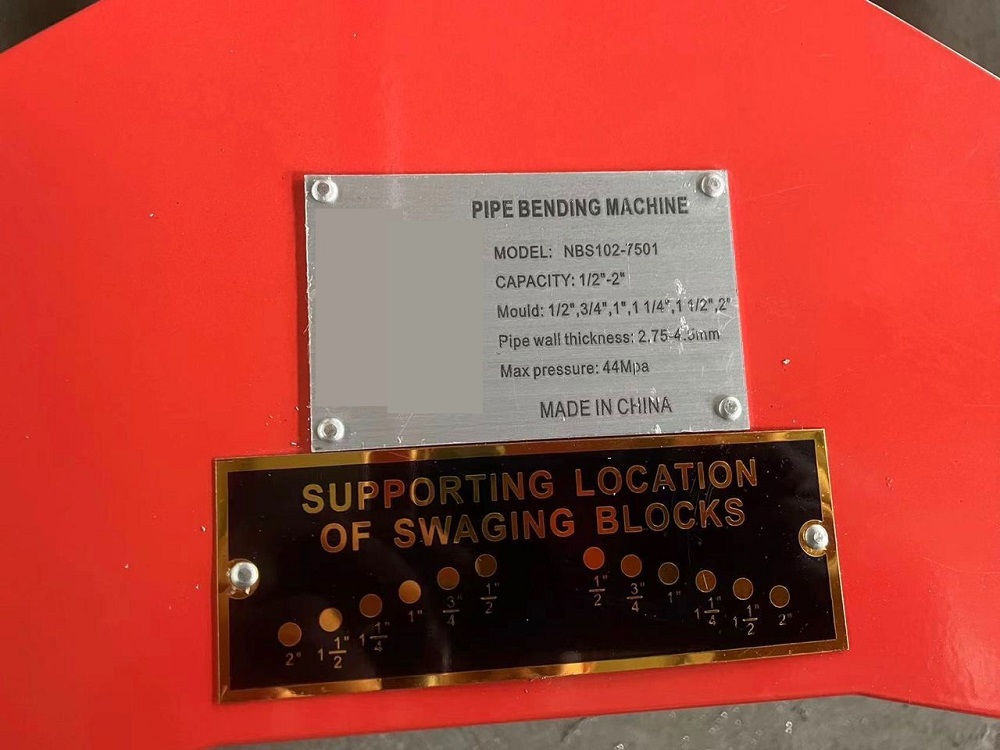 PIPE BENDING MACHINE
MODEL: NBS102-7501
CAPACITY: 1/2"-2"
Mould: 1/2",3/4",1",1 1/4",1 1/2",2"
Pipe wall thickness: 2.75-4.5mm
Max pressure: 44Mpa
MADE IN CHINA
SUPPORTING LOCATION
OF SWAGING BLOCKS
2" 1 1/2" 1 1/4" 1" 3/4" 1/2" 1/2" 3/4" 1" 1 1/4" 1 1/2" 2"